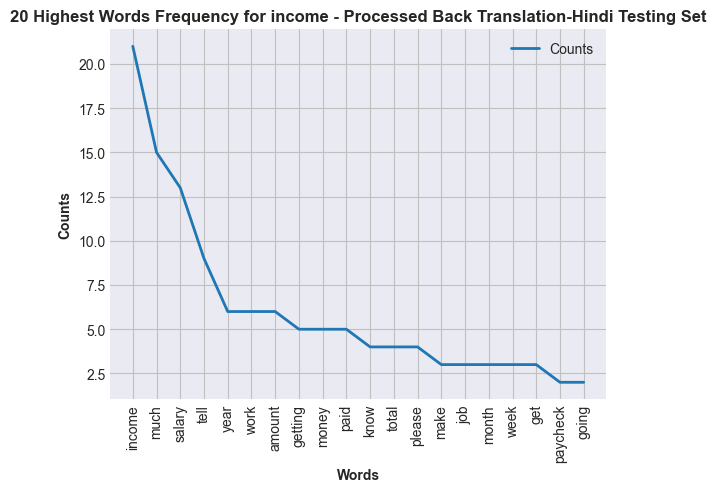 20 Highest Words Frequency for income - Processed Back Translation-Hindi Testing Set
Counts
20.0
17.5
15.0
12.5
10.0
7.5
5.0
2.5
Counts
income
much
salary
tell
year
work
amount
getting
money
paid
know
total
please
make
job
month
week
get
paycheck
going
Words